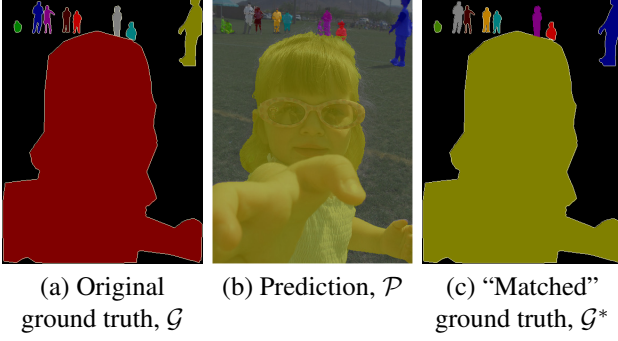 (a) Original
ground truth, 𝒢
(b) Prediction, 𝒫
(c) “Matched”
ground truth, 𝒢*